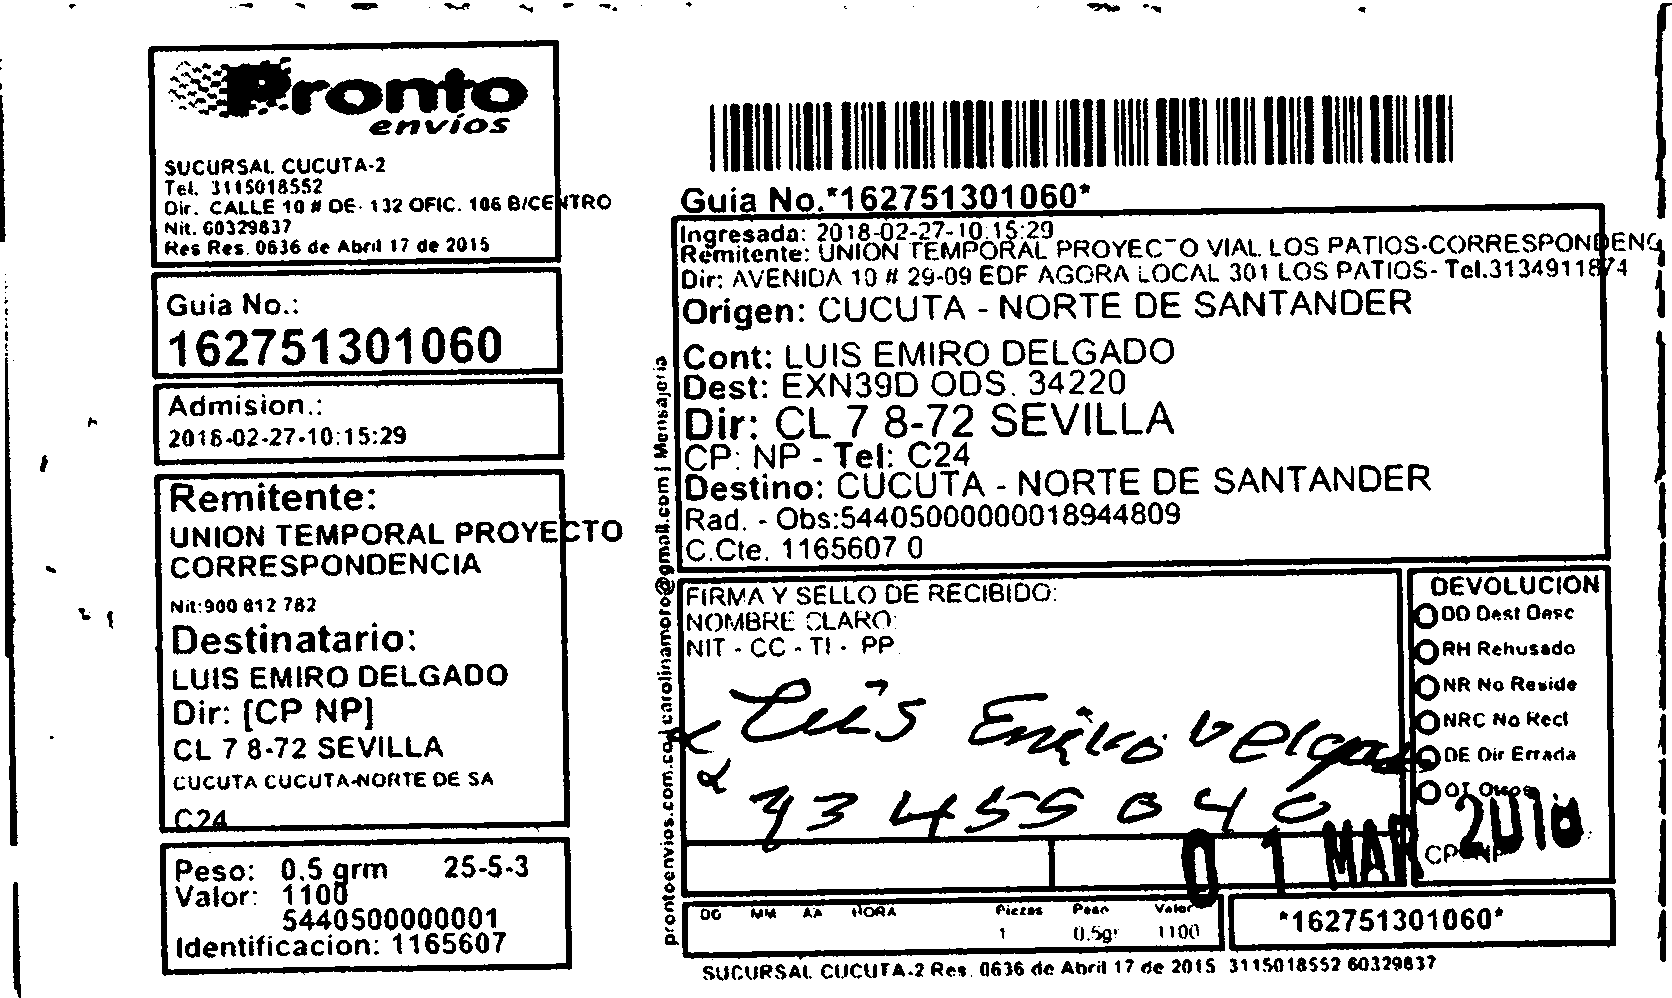 Pronto
envíos
SUCURSAL CUCUTA-2
Tel. 3115018552
Dir. CALLE 10 # DE- 132 OFIC. 106 B/CENTRO
Nit. 60329837
Res Res. 0636 de Abril 17 de 2015
Guia No.:
162751301060
Admision.:
2018-02-27-10:15:29
Remitente:
UNION TEMPORAL PROYECTO
CORRESPONDENCIA
Nit:900 812 782
Destinatario:
LUIS EMIRO DELGADO
Dir: [CP NP]
CL 7 8-72 SEVILLA
CUCUTA CUCUTA-NORTE DE SA
C24
Peso: 0.5 grm 25-5-3
Valor: 1100
5440500000001
Identificacion: 1165607
prontoenvios.com.co | carolinamoro@gmail.com | Mensajeria
Guia No.*162751301060*
Ingresada: 2018-02-27-10:15:29
Remitente: UNION TEMPORAL PROYECTO VIAL LOS PATIOS-CORRESPONDENC
Dir: AVENIDA 10 # 29-09 EDF AGORA LOCAL 301 LOS PATIOS- Tel.3134911874
Origen: CUCUTA - NORTE DE SANTANDER
Cont: LUIS EMIRO DELGADO
Dest: EXN39D ODS. 34220
Dir: CL 7 8-72 SEVILLA
CP: NP - Tel: C24
Destino: CUCUTA - NORTE DE SANTANDER
Rad. - Obs:54405000000018944809
C.Cte. 1165607 0
FIRMA Y SELLO DE RECIBIDO:
NOMBRE CLARO:
NIT - CC - TI - PP
Luis Emiro Delgado
13455040
DEVOLUCION
DD Dest Desc
RH Rehusado
NR No Reside
NRC No Recl
DE Dir Errada
OT Otros
CP: NP
01 MAR 2018
DG MM AA HORA Piezas Peso Valor
1 0.5gr 1100
*162751301060*
SUCURSAL CUCUTA-2 Res. 0636 de Abril 17 de 2015 3115018552 60329837